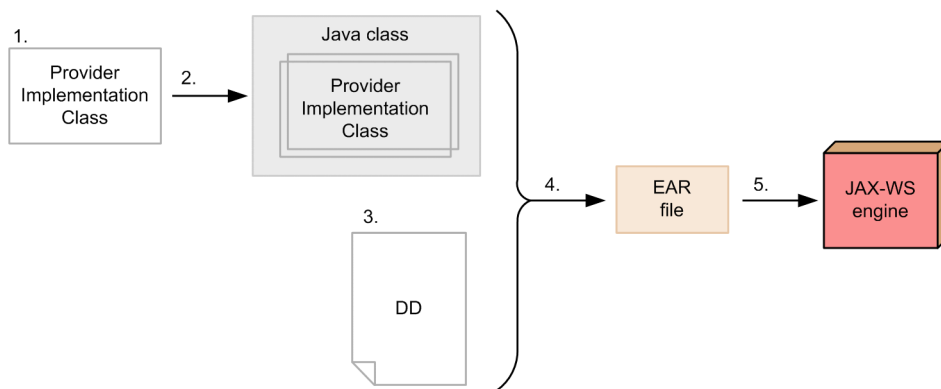 1.
Provider
Implementation
Class
2.
Java class
Provider
Implementation
Class
3.
DD
4.
EAR
file
5.
JAX-WS
engine